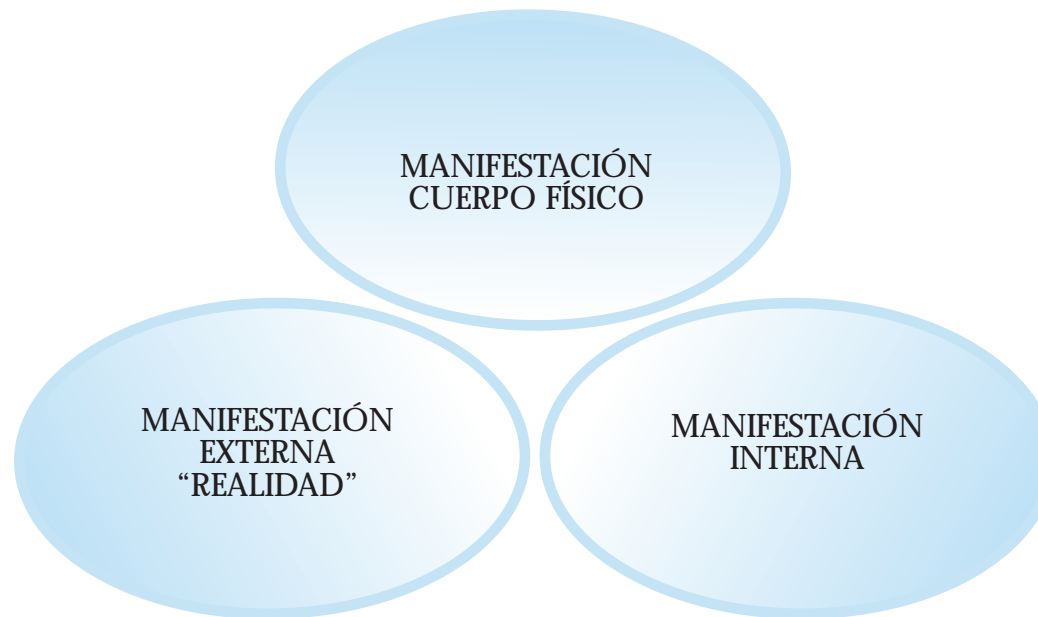 MANIFESTACIÓN
CUERPO FÍSICO
MANIFESTACIÓN
EXTERNA
“REALIDAD”
MANIFESTACIÓN
INTERNA